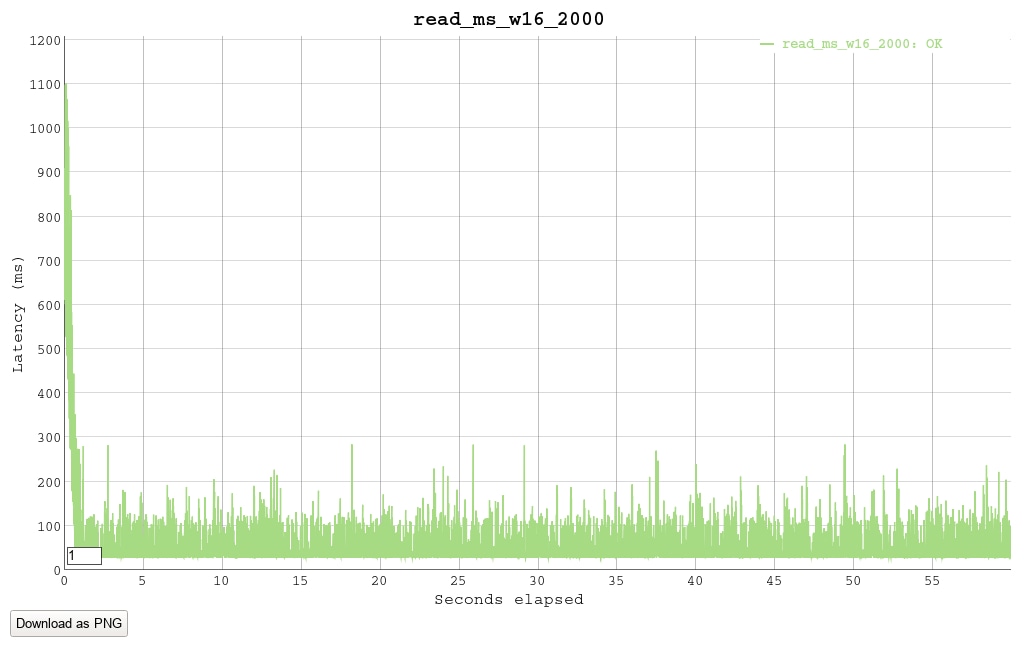 read_ms_w16_2000
read_ms_w16_2000: OK
1200
1100
1000
900
800
700
600
500
400
300
200
100
0
Latency (ms)
1
0 5 10 15 20 25 30 35 40 45 50 55
Seconds elapsed
Download as PNG